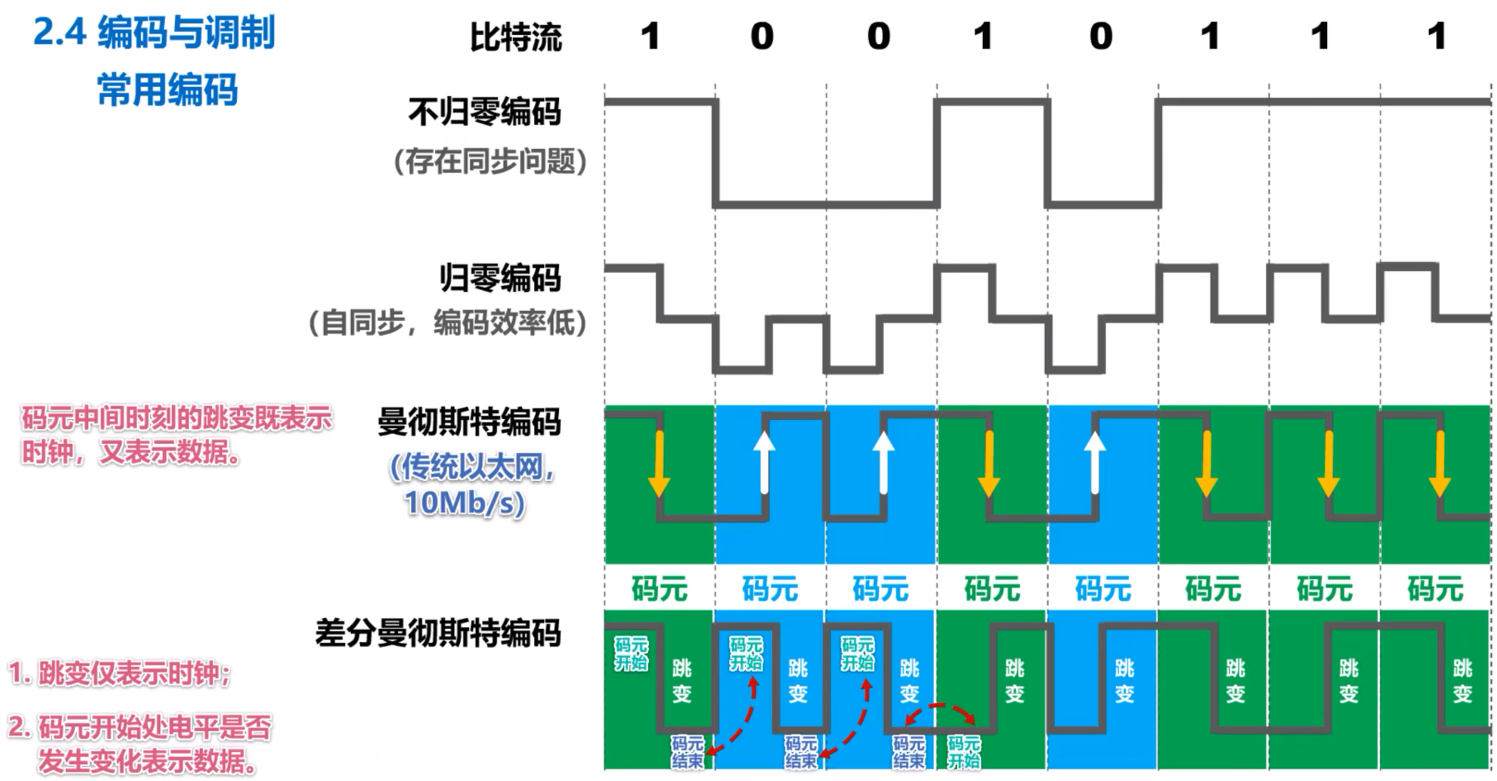 2.4 编码与调制
常用编码
比特流 1 0 0 1 0 1 1 1
不归零编码
(存在同步问题)
归零编码
(自同步，编码效率低)
码元中间时刻的跳变既表示
时钟，又表示数据。
曼彻斯特编码
(传统以太网,
10Mb/s)
码元 码元 码元 码元 码元 码元 码元 码元
差分曼彻斯特编码
1. 跳变仅表示时钟；
2. 码元开始处电平是否
发生变化表示数据。
码元
开始
码元
开始
码元
开始
跳
变
跳
变
跳
变
跳
变
跳
变
跳
变
跳
变
跳
变
码元
结束
码元
结束
码元
结束
码元
开始